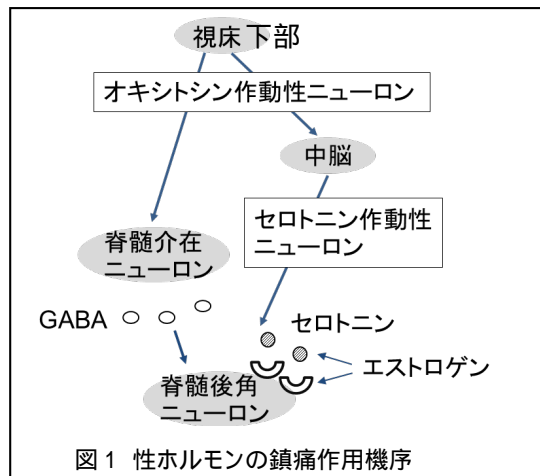 視床下部
オキシトシン作動性ニューロン
中脳
セロトニン作動性
ニューロン
脊髄介在
ニューロン
GABA
セロトニン
エストロゲン
脊髄後角
ニューロン
図1 性ホルモンの鎮痛作用機序